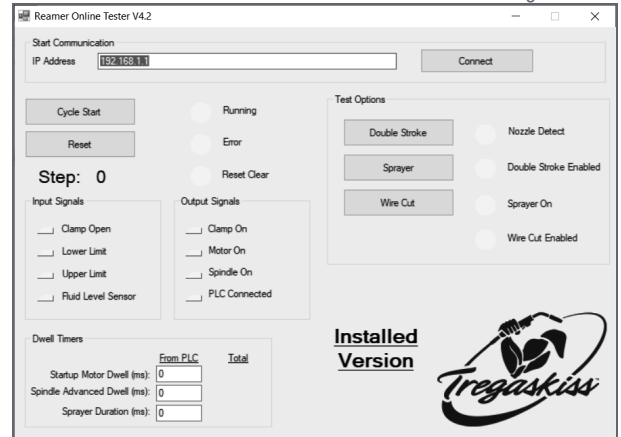 Reamer Online Tester V4.2
Start Communication
IP Address 192.168.1.1 Connect
Cycle Start Running
Reset Error
Step: 0 Reset Clear
Test Options
Double Stroke Nozzle Detect
Sprayer Double Stroke Enabled
Wire Cut Sprayer On
Wire Cut Enabled
Input Signals
Clamp Open
Lower Limit
Upper Limit
Fluid Level Sensor
Output Signals
Clamp On
Motor On
Spindle On
PLC Connected
Dwell Timers
From PLC Total
Startup Motor Dwell (ms): 0
Spindle Advanced Dwell (ms): 0
Sprayer Duration (ms): 0
Installed
Version
Tregaskiss